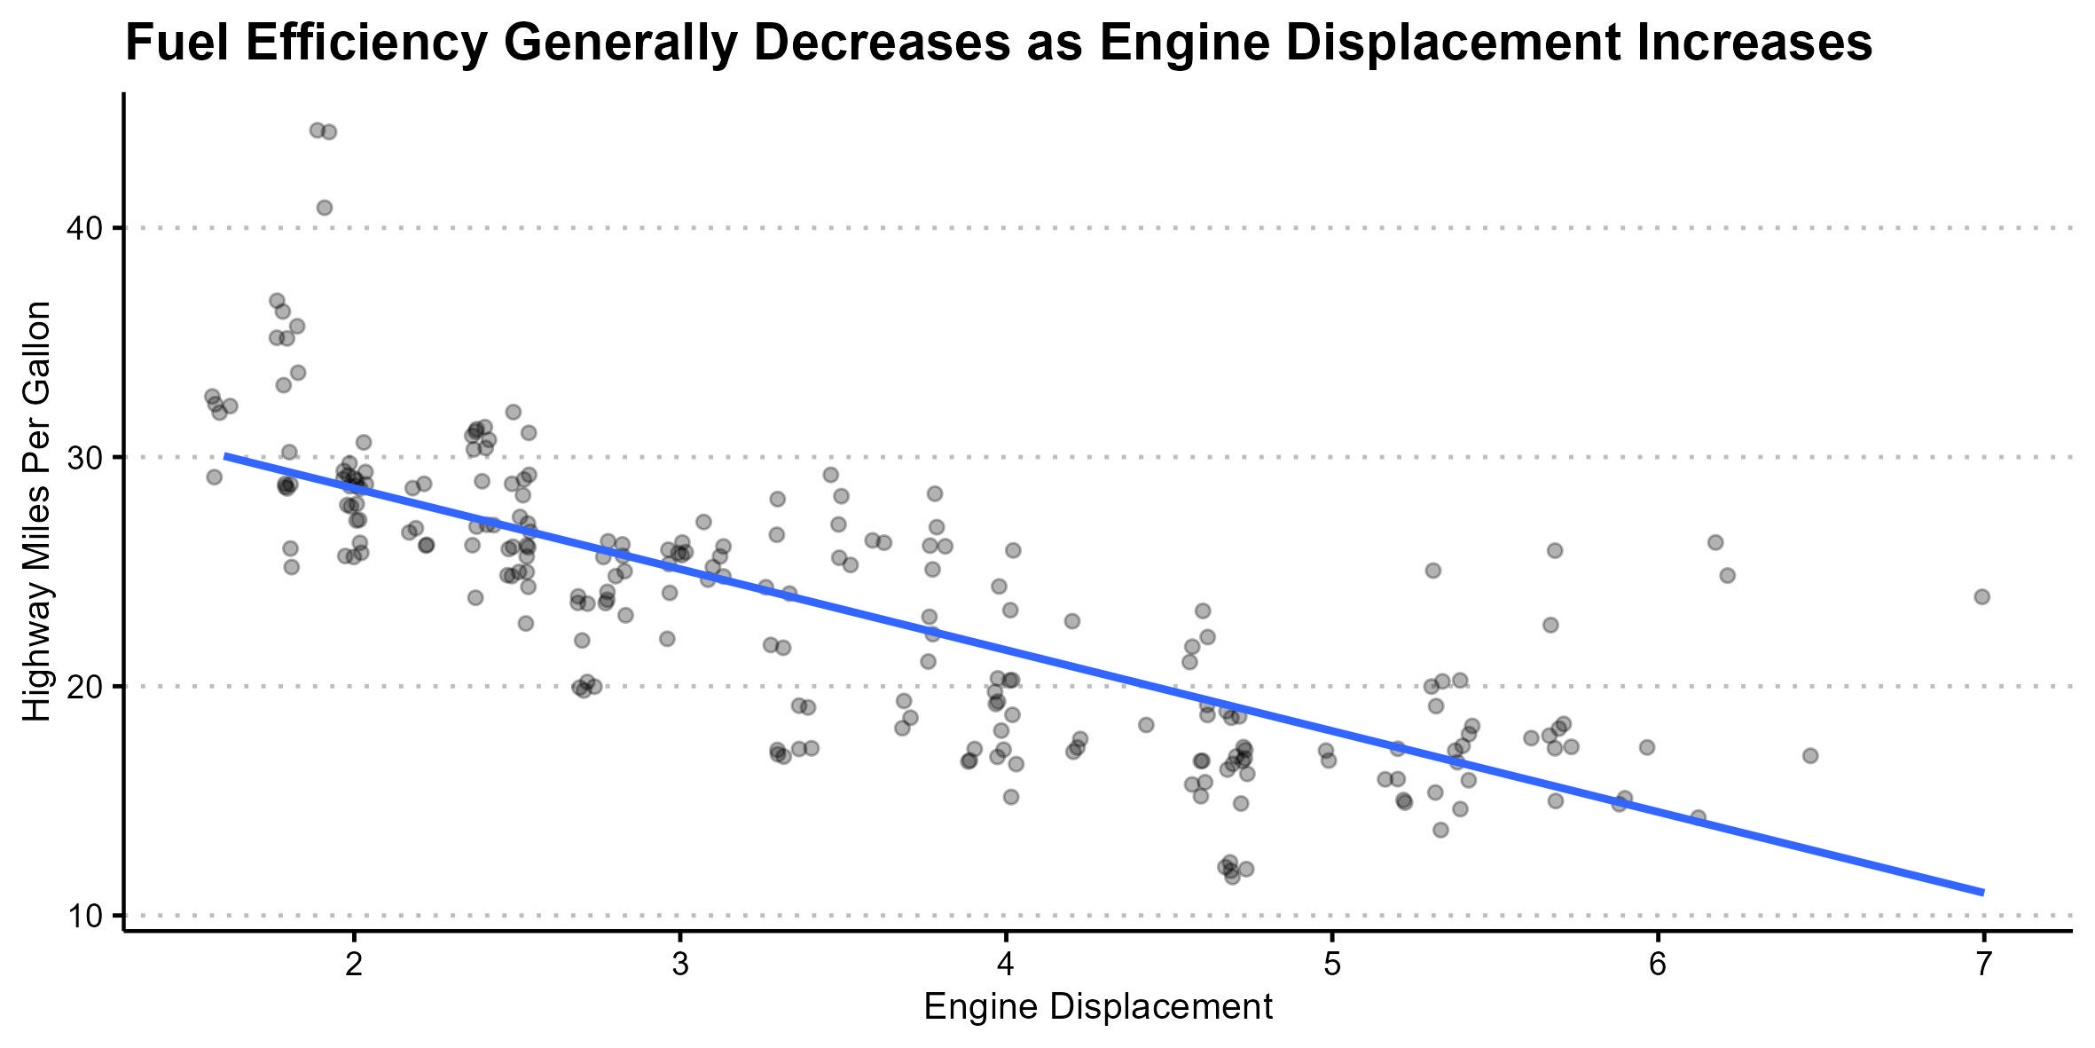 Fuel Efficiency Generally Decreases as Engine Displacement Increases
Highway Miles Per Gallon
40
30
20
10
2 3 4 5 6 7
Engine Displacement